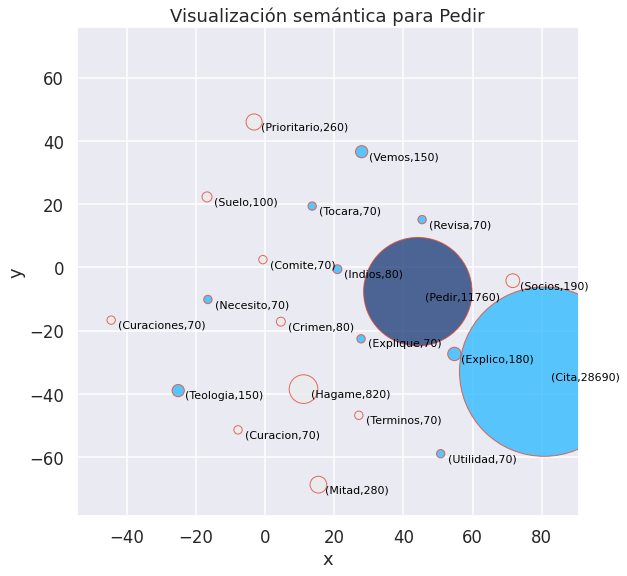 Visualización semántica para Pedir
60
40
20
0
−20
−40
−60
y
(Prioritario,260)
(Vemos,150)
(Suelo,100)
(Tocara,70)
(Revisa,70)
(Comite,70)
(Indios,80)
(Socios,190)
(Pedir,11760)
(Necesito,70)
(Curaciones,70)
(Crimen,80)
(Explique,70)
(Explico,180)
(Cita,28690)
(Teologia,150)
(Hagame,820)
(Terminos,70)
(Curacion,70)
(Utilidad,70)
(Mitad,280)
−40 −20 0 20 40 60 80
x